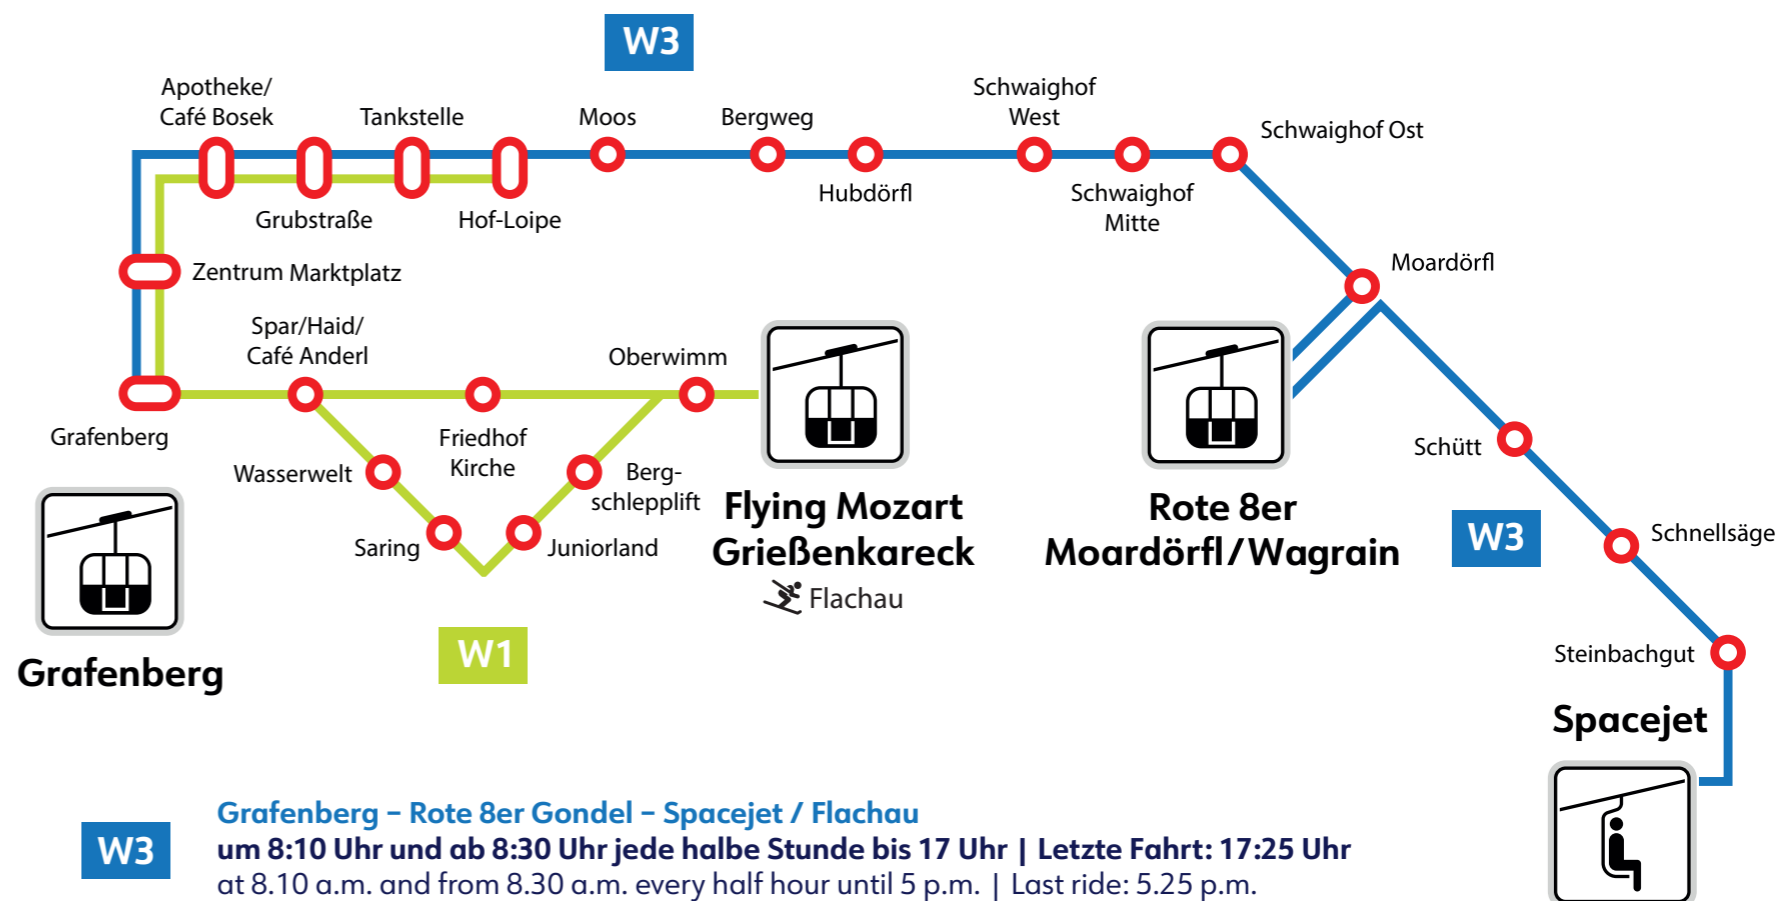 W3
Apotheke/
Café Bosek
Tankstelle
Moos
Bergweg
Schwaighof
West
Schwaighof Ost
Grubstraße
Hof-Loipe
Hubdörfl
Schwaighof
Mitte
Zentrum Marktplatz
Moardörfl
Spar/Haid/
Café Anderl
Oberwimm
Grafenberg
Friedhof
Kirche
Wasserwelt
Berg-
schlepplift
Saring
Juniorland
Flying Mozart
Grießenkareck
Flachau
Rote 8er
Moardörfl/Wagrain
Schütt
W3
Schnellsäge
Steinbachgut
W1
Grafenberg
Spacejet
W3
Grafenberg – Rote 8er Gondel – Spacejet / Flachau
um 8:10 Uhr und ab 8:30 Uhr jede halbe Stunde bis 17 Uhr | Letzte Fahrt: 17:25 Uhr
at 8.10 a.m. and from 8.30 a.m. every half hour until 5 p.m. | Last ride: 5.25 p.m.